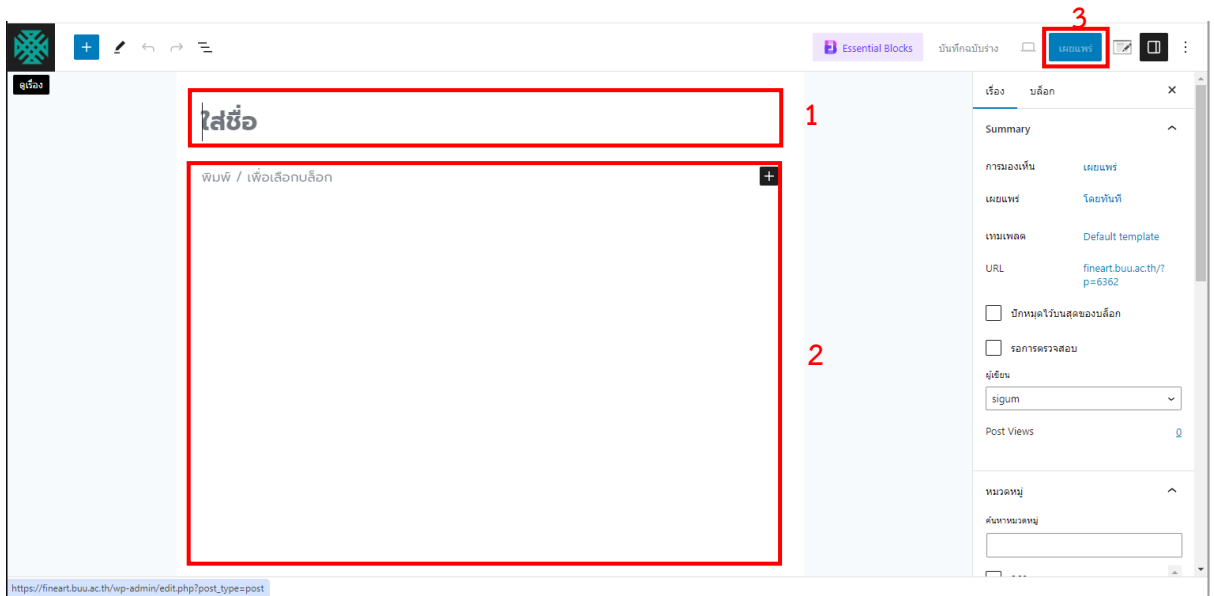 3
Essential Blocks
บันทึกฉบับร่าง
เผยแพร่
ดูเรื่อง
ใส่ชื่อ
1
พิมพ์ / เพื่อเลือกบล็อก
2
เรื่อง บล็อก
Summary
การมองเห็น เผยแพร่
เผยแพร่ โดยทันที
เทมเพลต Default template
URL fineart.buu.ac.th/?
p=6362
ปักหมุดไว้บนสุดของบล็อก
รอการตรวจสอบ
ผู้เขียน
sigum
Post Views 0
หมวดหมู่
ค้นหาหมวดหมู่
https://fineart.buu.ac.th/wp-admin/edit.php?post_type=post